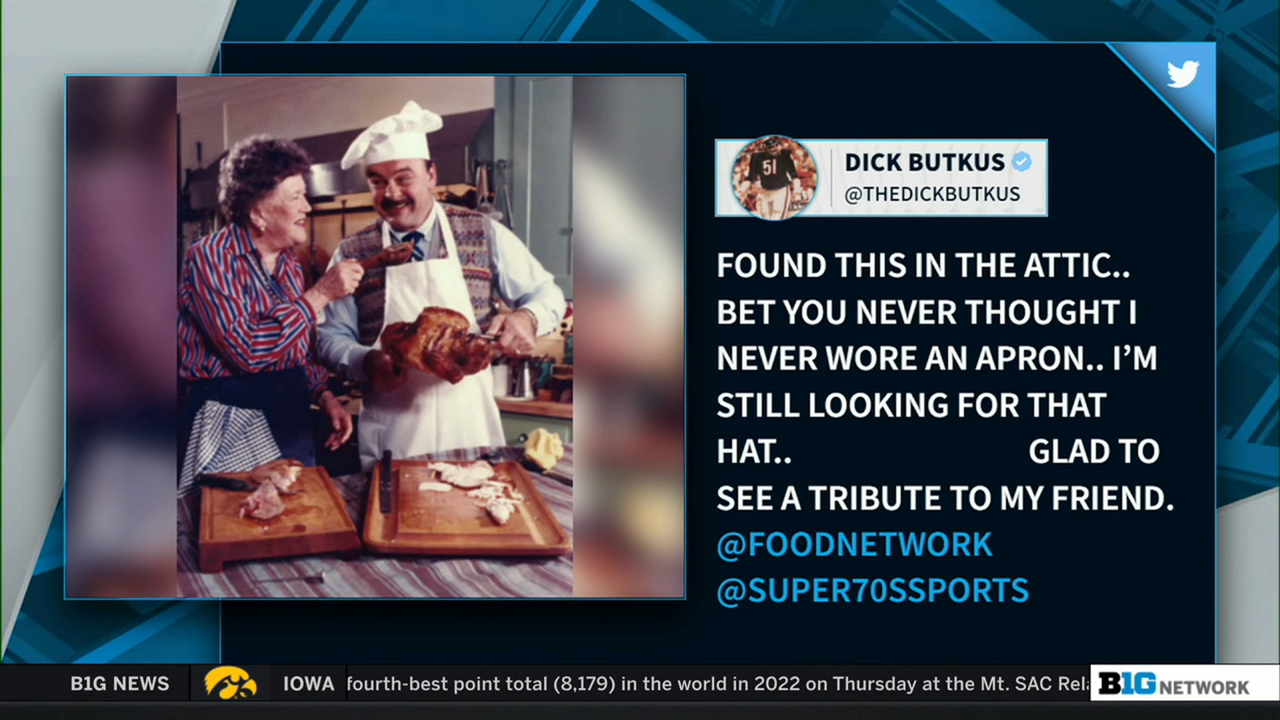 51
DICK BUTKUS
@THEDICKBUTKUS
FOUND THIS IN THE ATTIC..
BET YOU NEVER THOUGHT I
NEVER WORE AN APRON.. I’M
STILL LOOKING FOR THAT
HAT.. GLAD TO
SEE A TRIBUTE TO MY FRIEND.
@FOODNETWORK
@SUPER70SSPORTS
B1G NEWS IOWA fourth-best point total (8,179) in the world in 2022 on Thursday at the Mt. SAC Rela B1G NETWORK